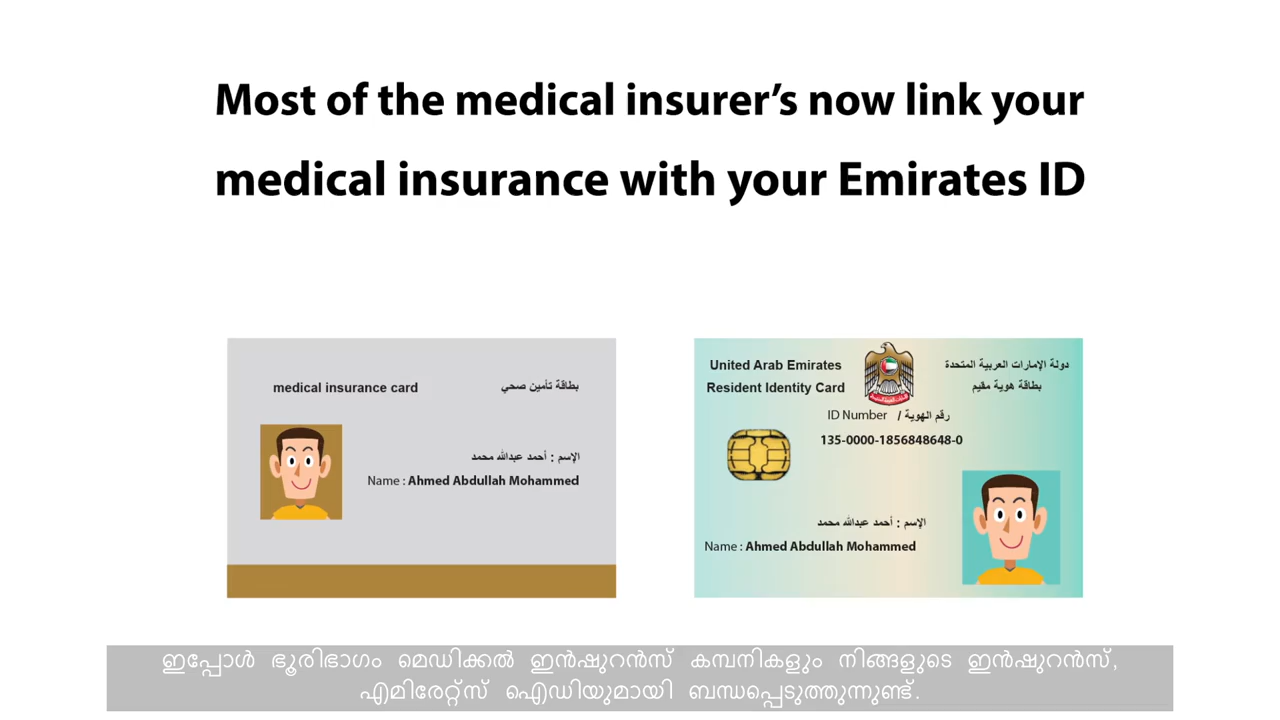 Most of the medical insurer’s now link your
medical insurance with your Emirates ID
medical insurance card
بطاقة تأمين صحي
الإسم : أحمد عبدالله محمد
Name : Ahmed Abdullah Mohammed
United Arab Emirates
دولة الإمارات العربية المتحدة
Resident Identity Card
بطاقة هوية مقيم
ID Number / رقم الهوية
135-0000-1856848648-0
الإسم : أحمد عبدالله محمد
Name : Ahmed Abdullah Mohammed
ഇപ്പോൾ ഭൂരിഭാഗം മെഡിക്കൽ ഇൻഷുറൻസ് കമ്പനികളും നിങ്ങളുടെ ഇൻഷുറൻസ്,
എമിരേറ്റ്സ് ഐഡിയുമായി ബന്ധപ്പെടുത്തുന്നുണ്ട്.